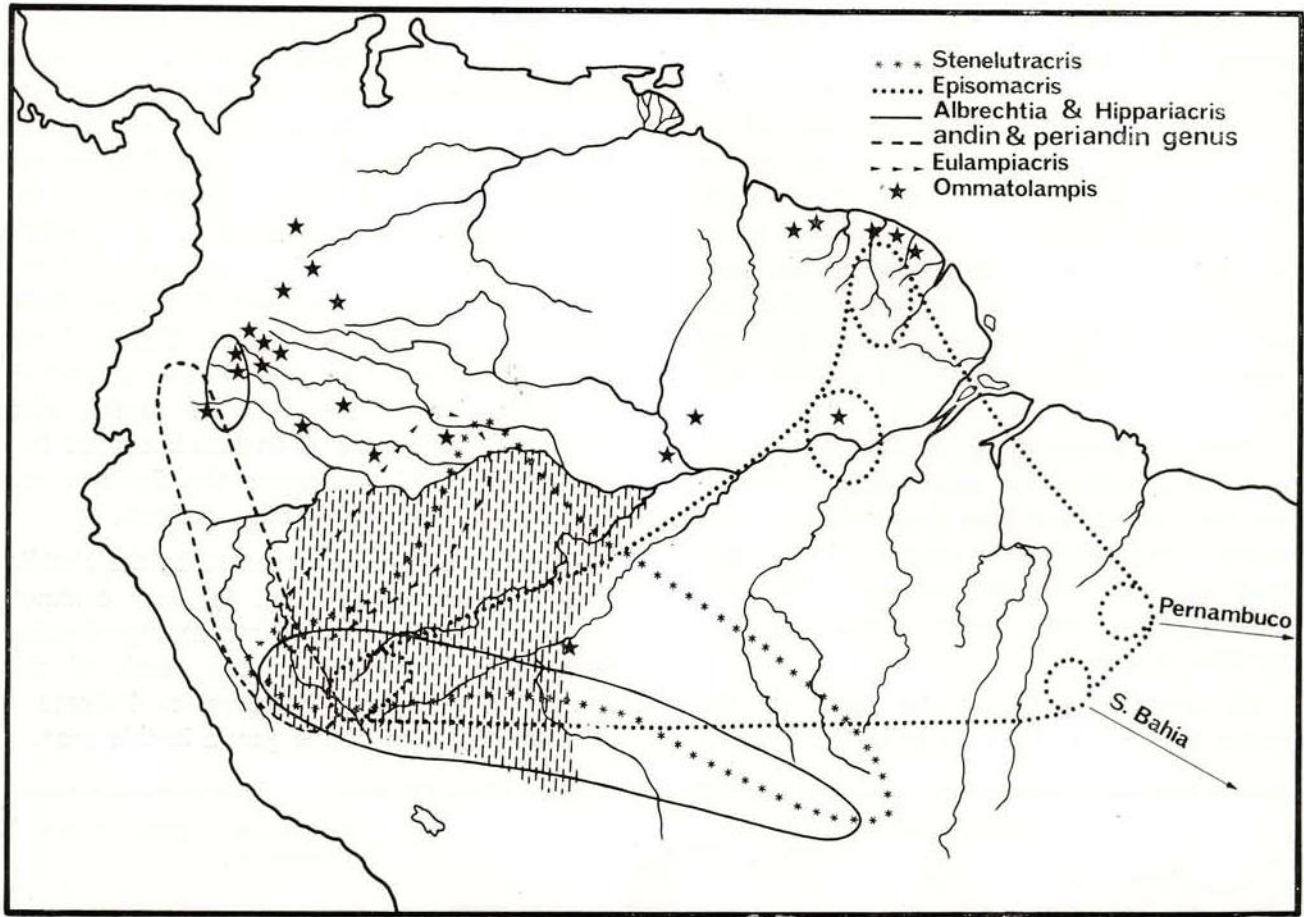 Stenelutracris
Episomacris
Albrechtia & Hippariacris
andin & periandin genus
Eulampiacris
Ommatolampis
Pernambuco
S. Bahia